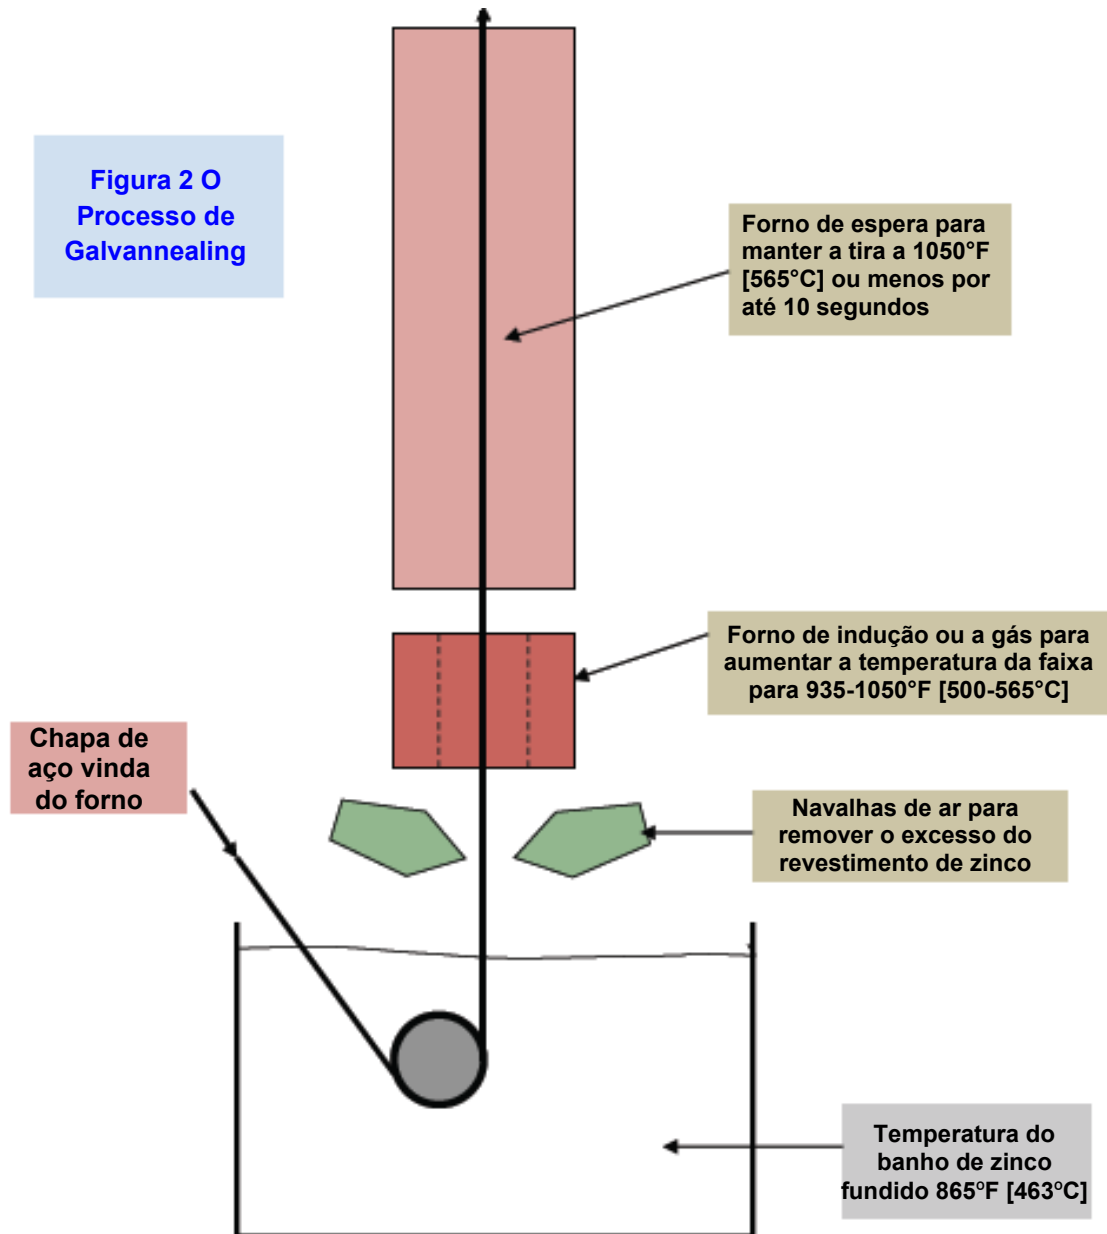 Figura 2 O
Processo de
Galvannealing
Forno de espera para
manter a tira a 1050°F
[565°C] ou menos por
até 10 segundos
Forno de indução ou a gás para
aumentar a temperatura da faixa
para 935-1050°F [500-565°C]
Chapa de
aço vinda
do forno
Navalhas de ar para
remover o excesso do
revestimento de zinco
Temperatura do
banho de zinco
fundido 865°F [463°C]